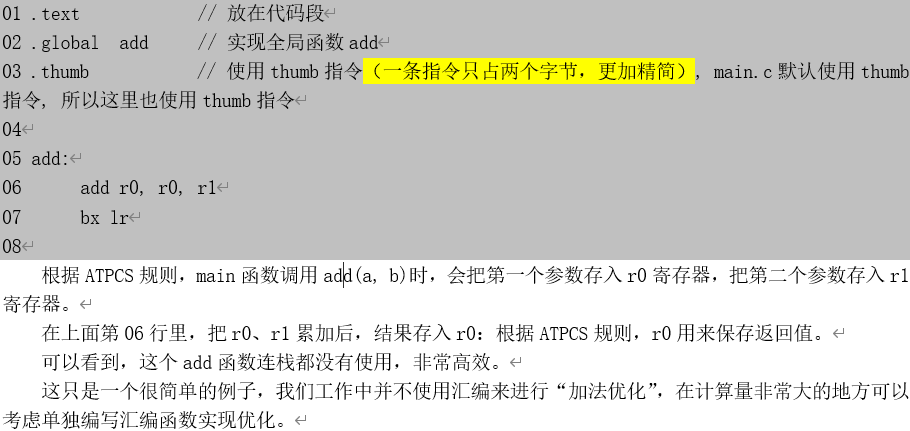 01 .text // 放在代码段
02 .global add // 实现全局函数 add
03 .thumb // 使用 thumb 指令（一条指令只占两个字节，更加精简）, main.c 默认使用 thumb
指令, 所以这里也使用 thumb 指令
04
05 add:
06 add r0, r0, r1
07 bx lr
08
根据 ATPCS 规则，main 函数调用 add(a, b)时，会把第一个参数存入 r0 寄存器，把第二个参数存入 r1
寄存器。
在上面第 06 行里，把 r0、r1 累加后，结果存入 r0：根据 ATPCS 规则，r0 用来保存返回值。
可以看到，这个 add 函数连栈都没有使用，非常高效。
这只是一个很简单的例子，我们工作中并不使用汇编来进行“加法优化”，在计算量非常大的地方可以
考虑单独编写汇编函数实现优化。